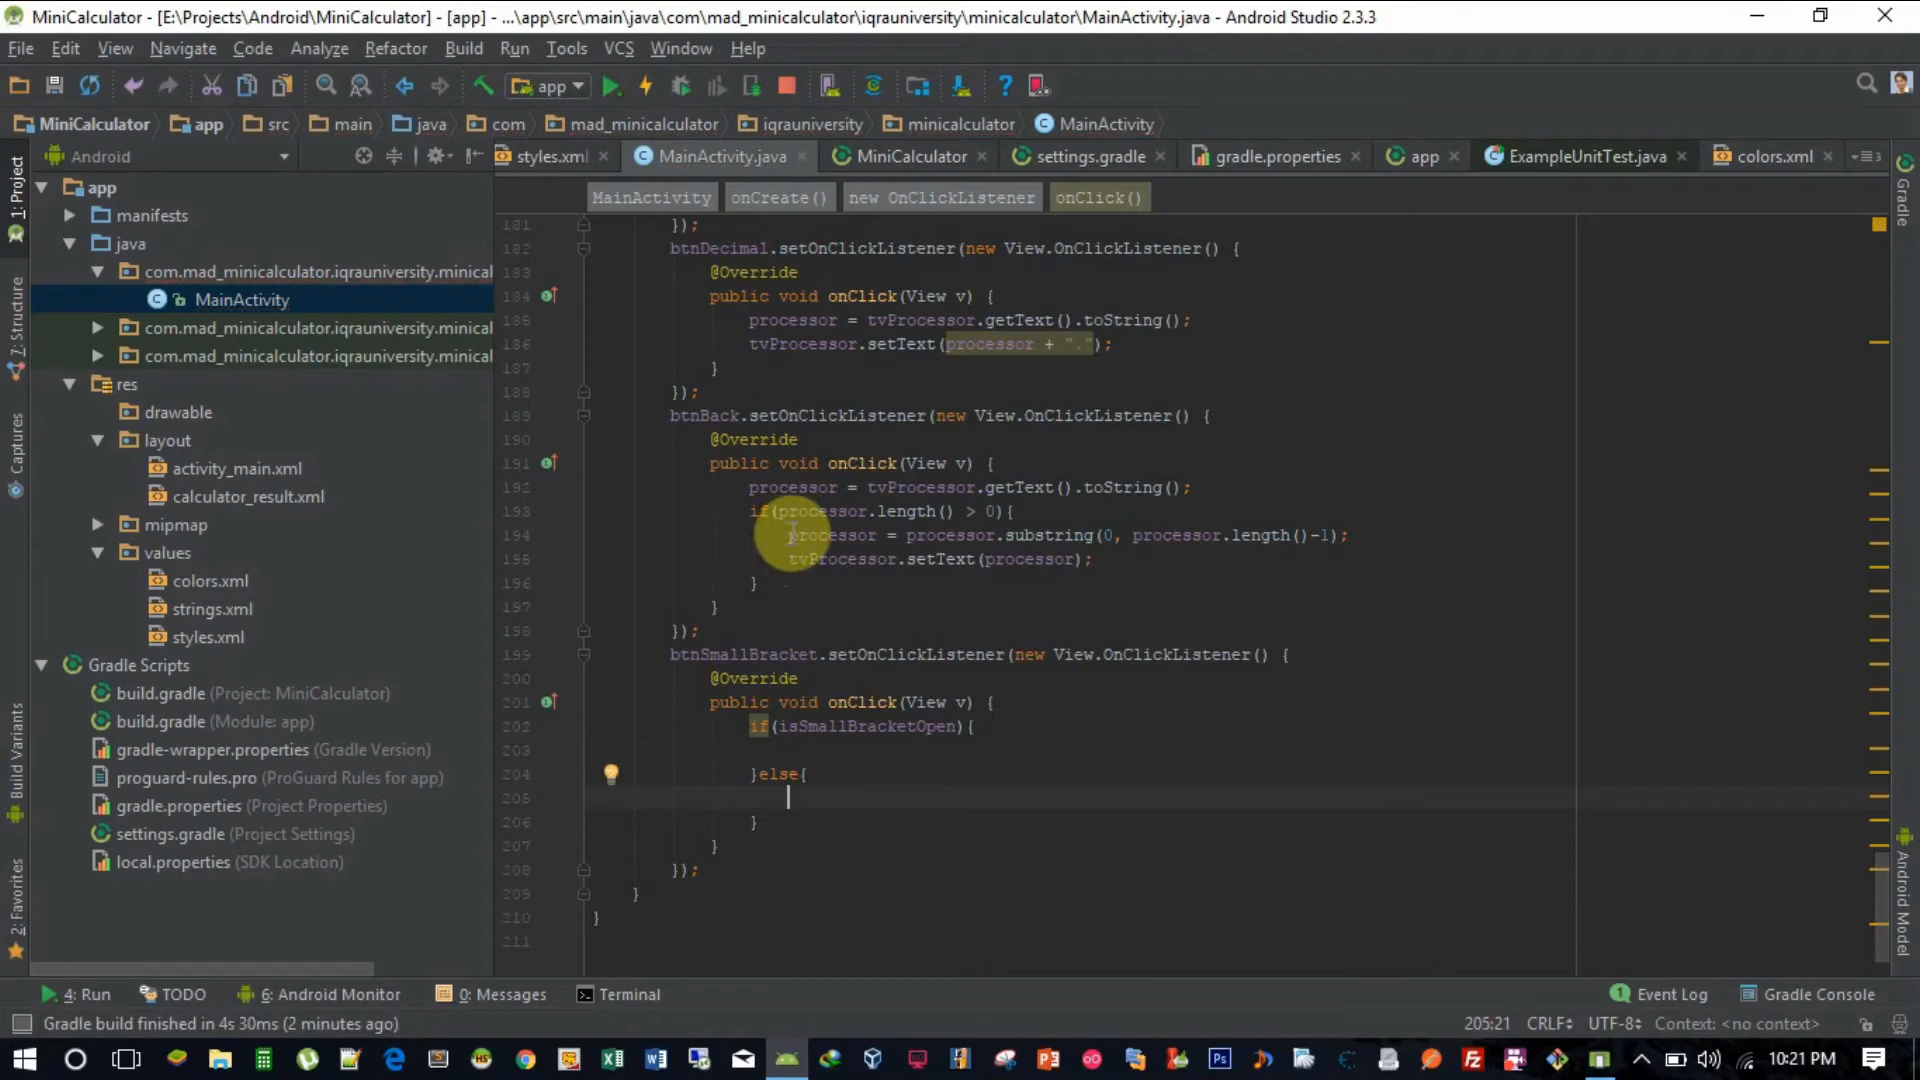 MiniCalculator - [E:\Projects\Android\MiniCalculator] - [app] - ...\app\src\main\java\com\mad_minicalculator\iqrauniversity\minicalculator\MainActivity.java - Android Studio 2.3.3
File Edit View Navigate Code Analyze Refactor Build Run Tools VCS Window Help
app
MiniCalculator app src main java com mad_minicalculator iqrauniversity minicalculator MainActivity
Android
styles.xml MainActivity.java MiniCalculator settings.gradle gradle.properties app ExampleUnitTest.java colors.xml
MainActivity onCreate() new OnClickListener onClick()
1: Project
7: Structure
Captures
Build Variants
2: Favorites
app
manifests
java
com.mad_minicalculator.iqrauniversity.minical
MainActivity
com.mad_minicalculator.iqrauniversity.minical
com.mad_minicalculator.iqrauniversity.minical
res
drawable
layout
activity_main.xml
calculator_result.xml
mipmap
values
colors.xml
strings.xml
styles.xml
Gradle Scripts
build.gradle (Project: MiniCalculator)
build.gradle (Module: app)
gradle-wrapper.properties (Gradle Version)
proguard-rules.pro (ProGuard Rules for app)
gradle.properties (Project Properties)
settings.gradle (Project Settings)
local.properties (SDK Location)
181 });
182 btnDecimal.setOnClickListener(new View.OnClickListener() {
183 @Override
184 public void onClick(View v) {
185 processor = tvProcessor.getText().toString();
186 tvProcessor.setText(processor + ".");
187 }
188 });
189 btnBack.setOnClickListener(new View.OnClickListener() {
190 @Override
191 public void onClick(View v) {
192 processor = tvProcessor.getText().toString();
193 if(processor.length() > 0){
194 processor = processor.substring(0, processor.length()-1);
195 tvProcessor.setText(processor);
196 }
197 }
198 });
199 btnSmallBracket.setOnClickListener(new View.OnClickListener() {
200 @Override
201 public void onClick(View v) {
202 if(isSmallBracketOpen){
203
204 }else{
205
206 }
207 }
208 });
209 }
210 }
211
Gradle
Android Model
4: Run TODO 6: Android Monitor 0: Messages Terminal 1 Event Log Gradle Console
Gradle build finished in 4s 30ms (2 minutes ago) 205:21 CRLF UTF-8 Context: <no context>
10:21 PM